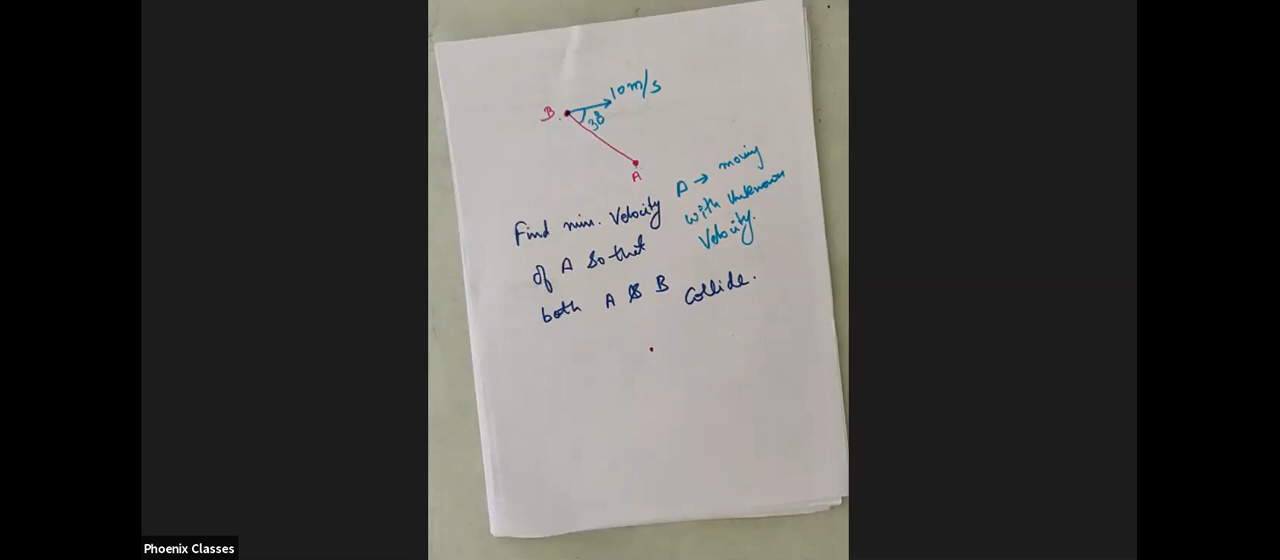 10m/s
B.
30
A
A → moving
with unknown
Velocity.
Find min. Velocity
of A so that
both A & B collide.
Phoenix Classes